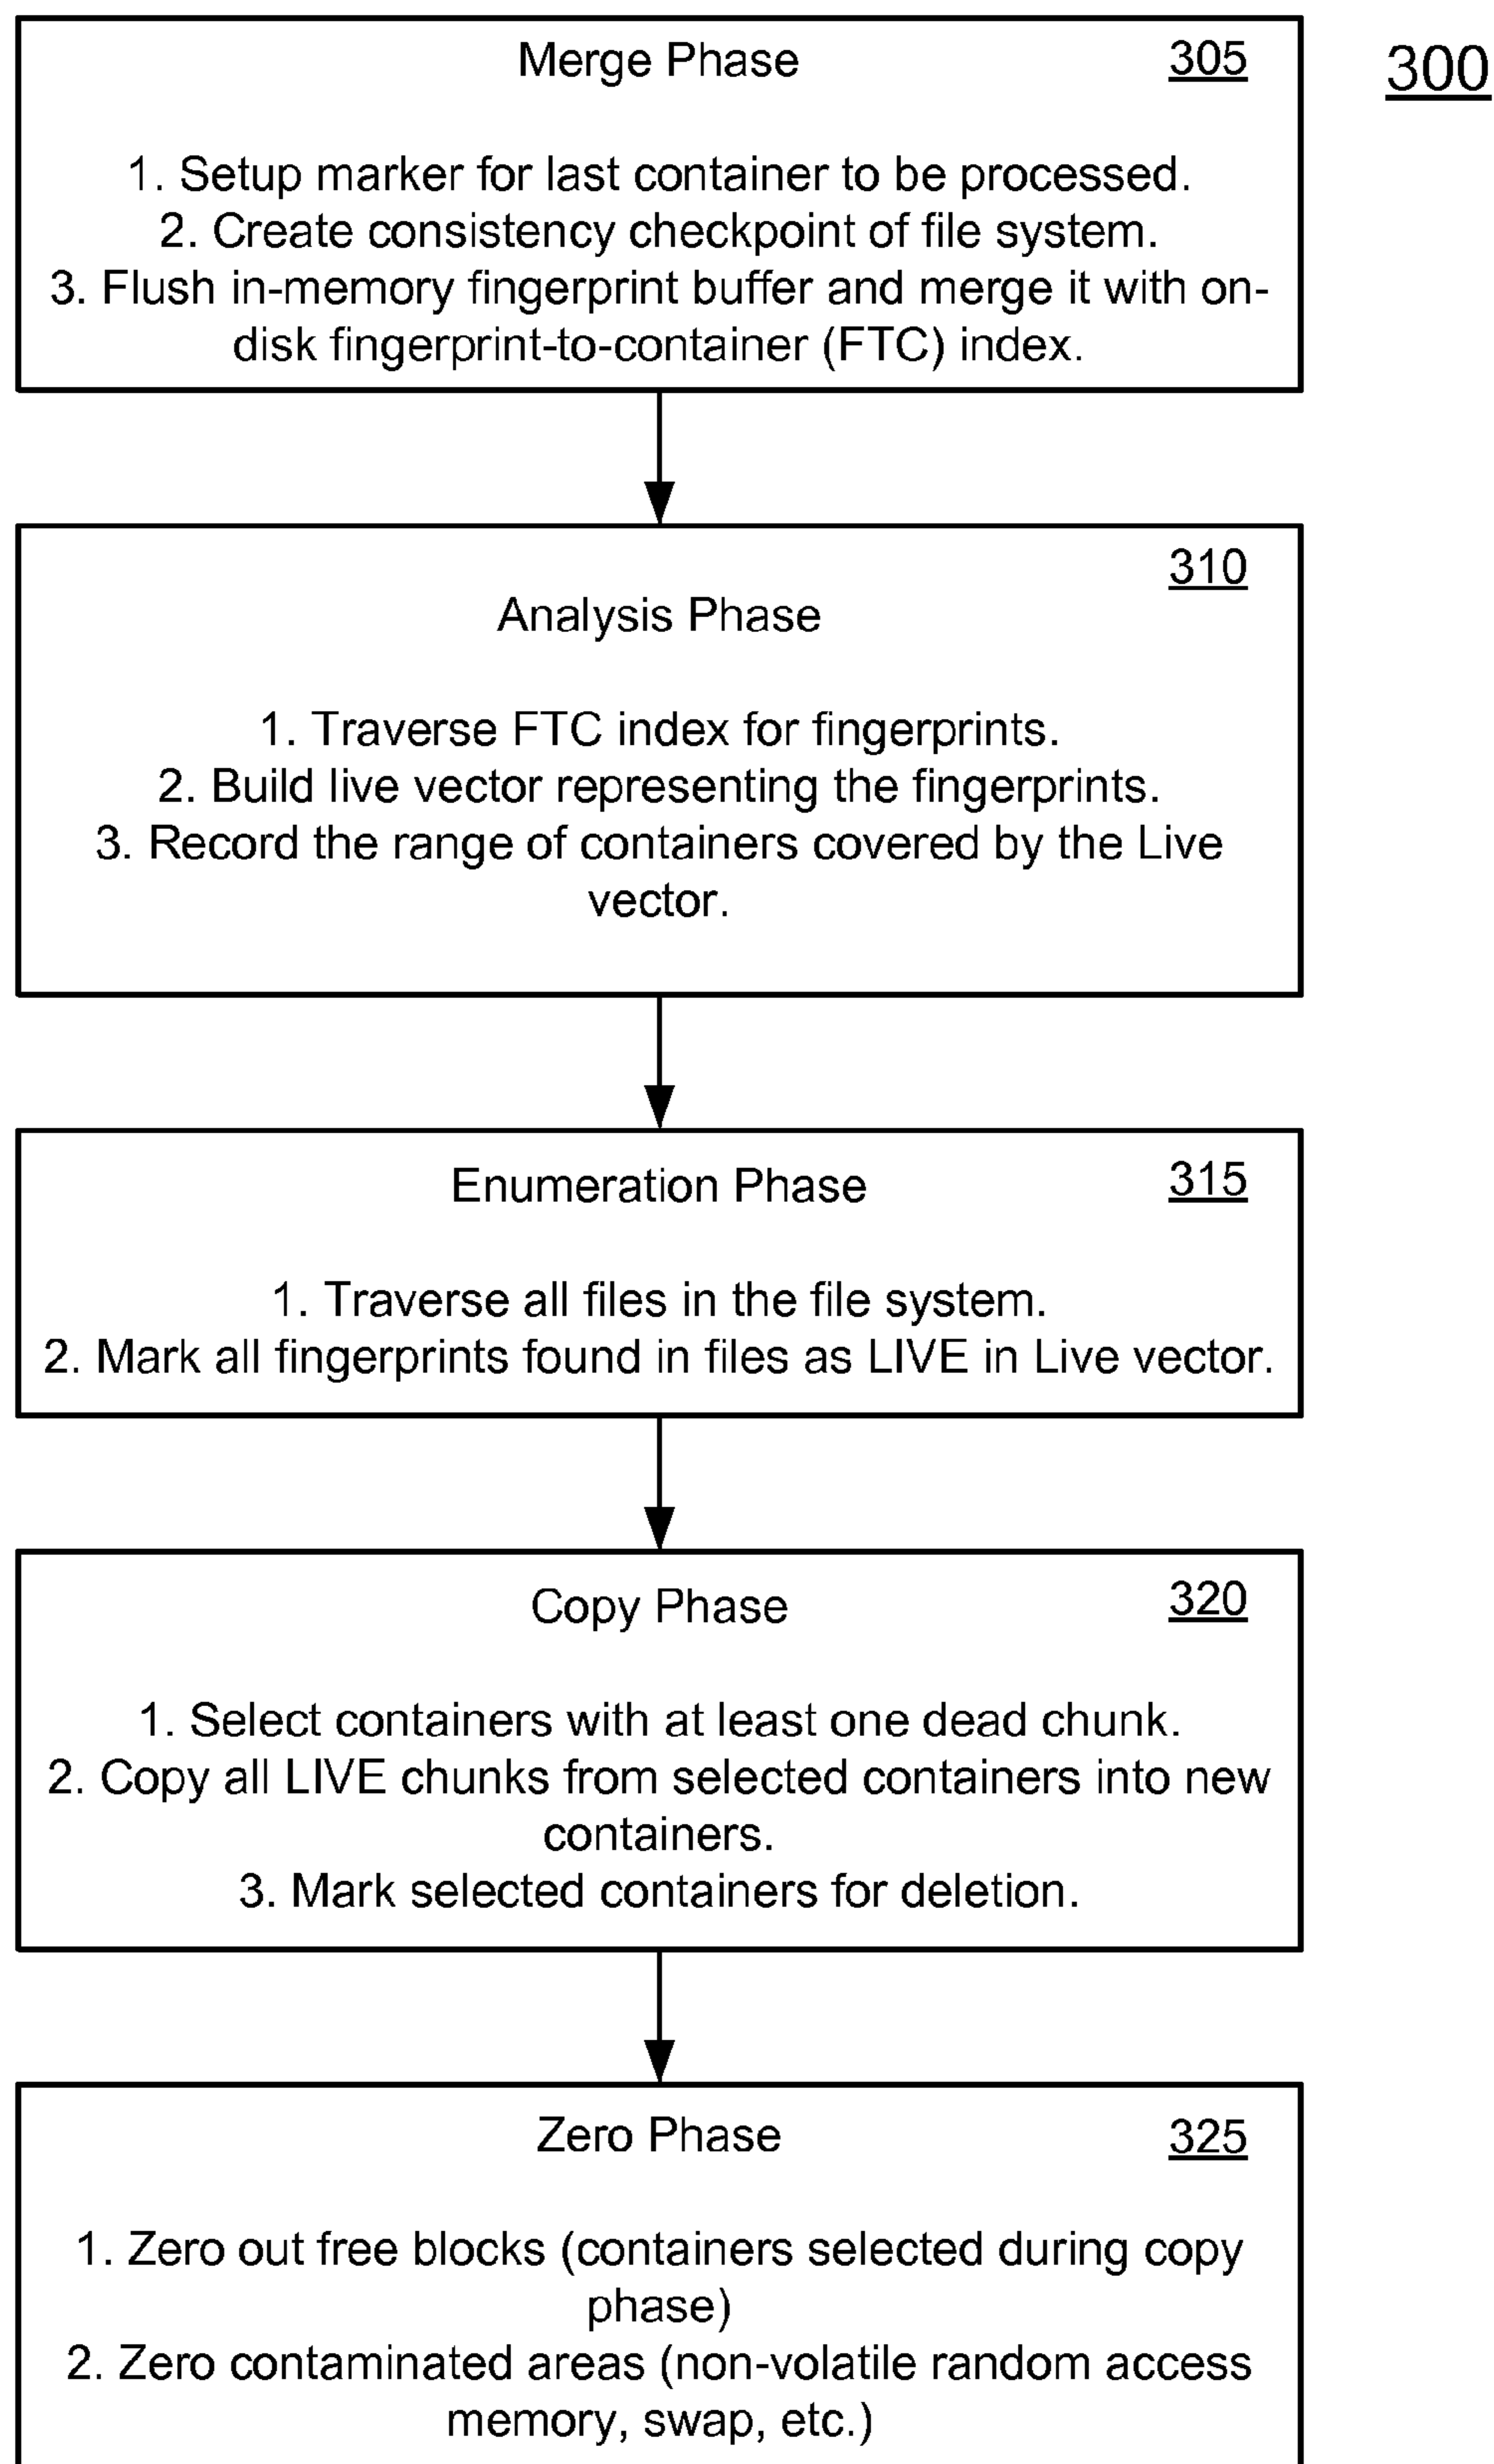 Merge Phase 305
300
1. Setup marker for last container to be processed.
2. Create consistency checkpoint of file system.
3. Flush in-memory fingerprint buffer and merge it with on-
disk fingerprint-to-container (FTC) index.
310
Analysis Phase
1. Traverse FTC index for fingerprints.
2. Build live vector representing the fingerprints.
3. Record the range of containers covered by the Live
vector.
Enumeration Phase 315
1. Traverse all files in the file system.
2. Mark all fingerprints found in files as LIVE in Live vector.
Copy Phase 320
1. Select containers with at least one dead chunk.
2. Copy all LIVE chunks from selected containers into new
containers.
3. Mark selected containers for deletion.
Zero Phase 325
1. Zero out free blocks (containers selected during copy
phase)
2. Zero contaminated areas (non-volatile random access
memory, swap, etc.)